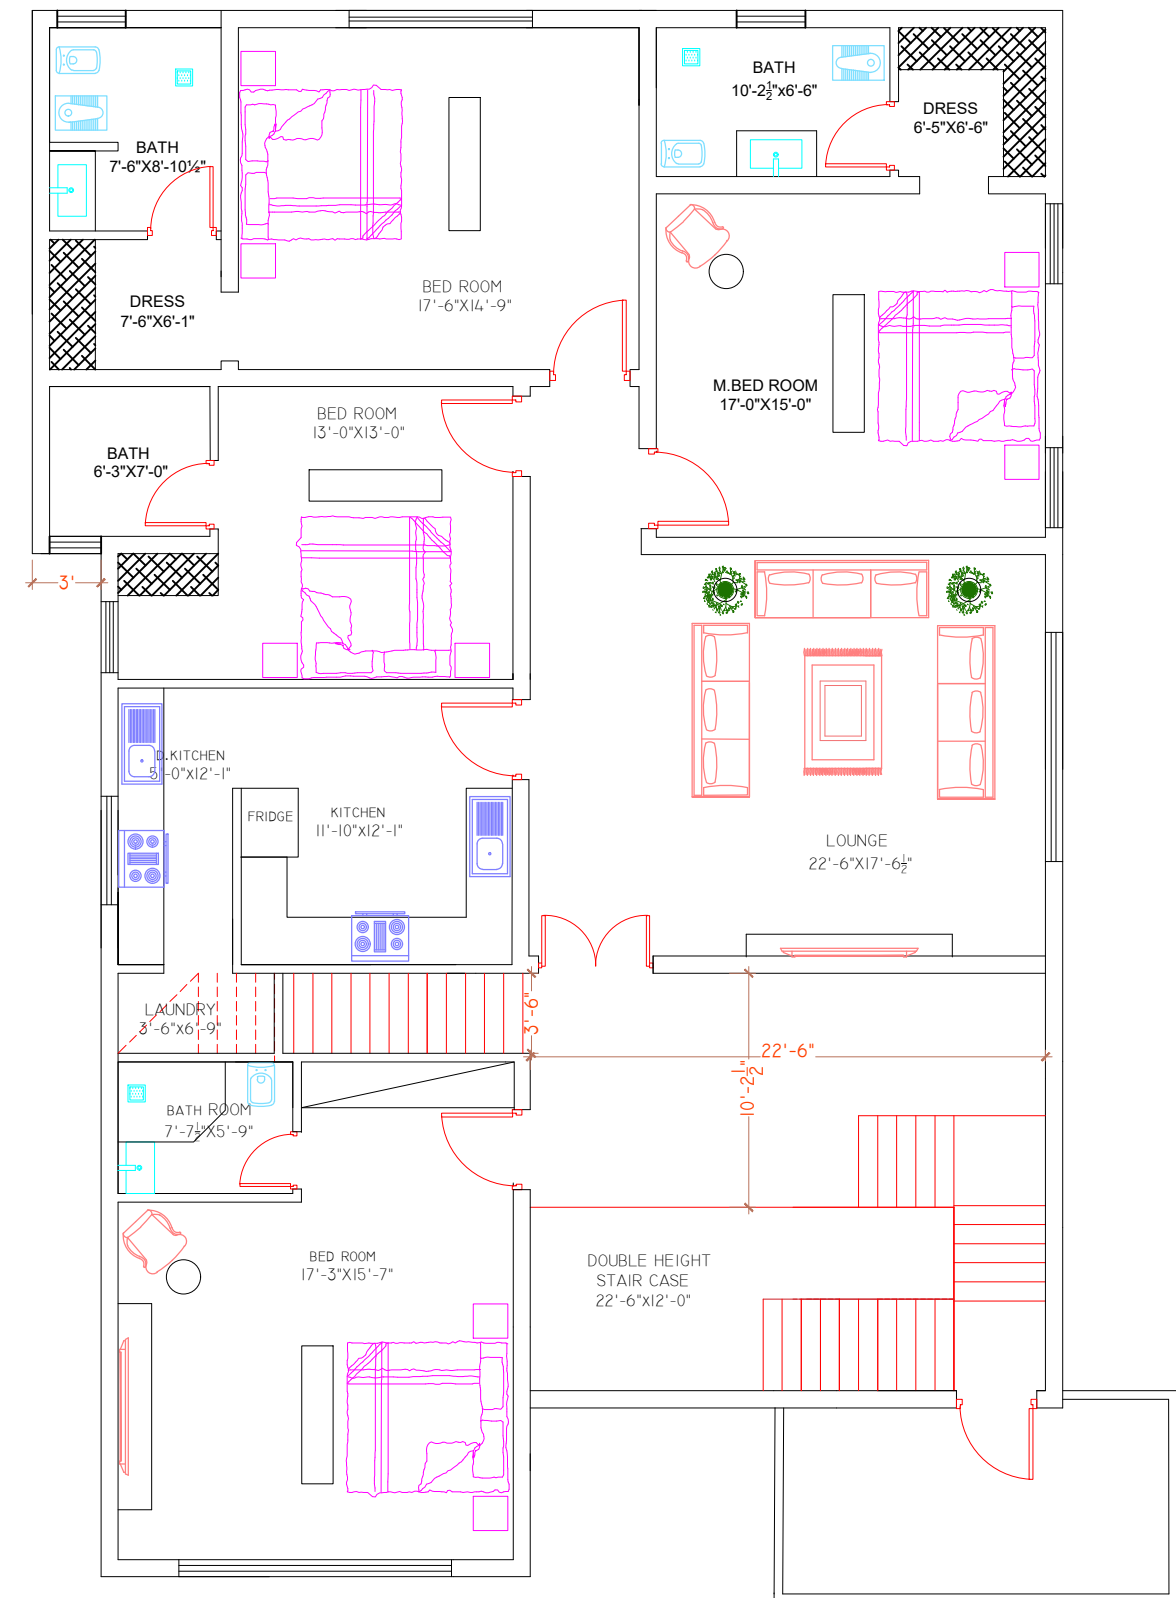 BATH
10'-2½"x6'-6"
DRESS
6'-5"X6'-6"
BATH
7'-6"X8'-10½"
BED ROOM
17'-6"X14'-9"
DRESS
7'-6"X6'-1"
M.BED ROOM
17'-0"X15'-0"
BED ROOM
13'-0"X13'-0"
BATH
6'-3"X7'-0"
3'
D.KITCHEN
5'-0"X12'-1"
FRIDGE
KITCHEN
11'-10"X12'-1"
LOUNGE
22'-6"X17'-6½"
LAUNDRY
3'-6"x6'-9"
3'-6"
22'-6"
10'-2½"
BATH ROOM
7'-7½"X5'-9"
BED ROOM
17'-3"X15'-7"
DOUBLE HEIGHT
STAIR CASE
22'-6"x12'-0"